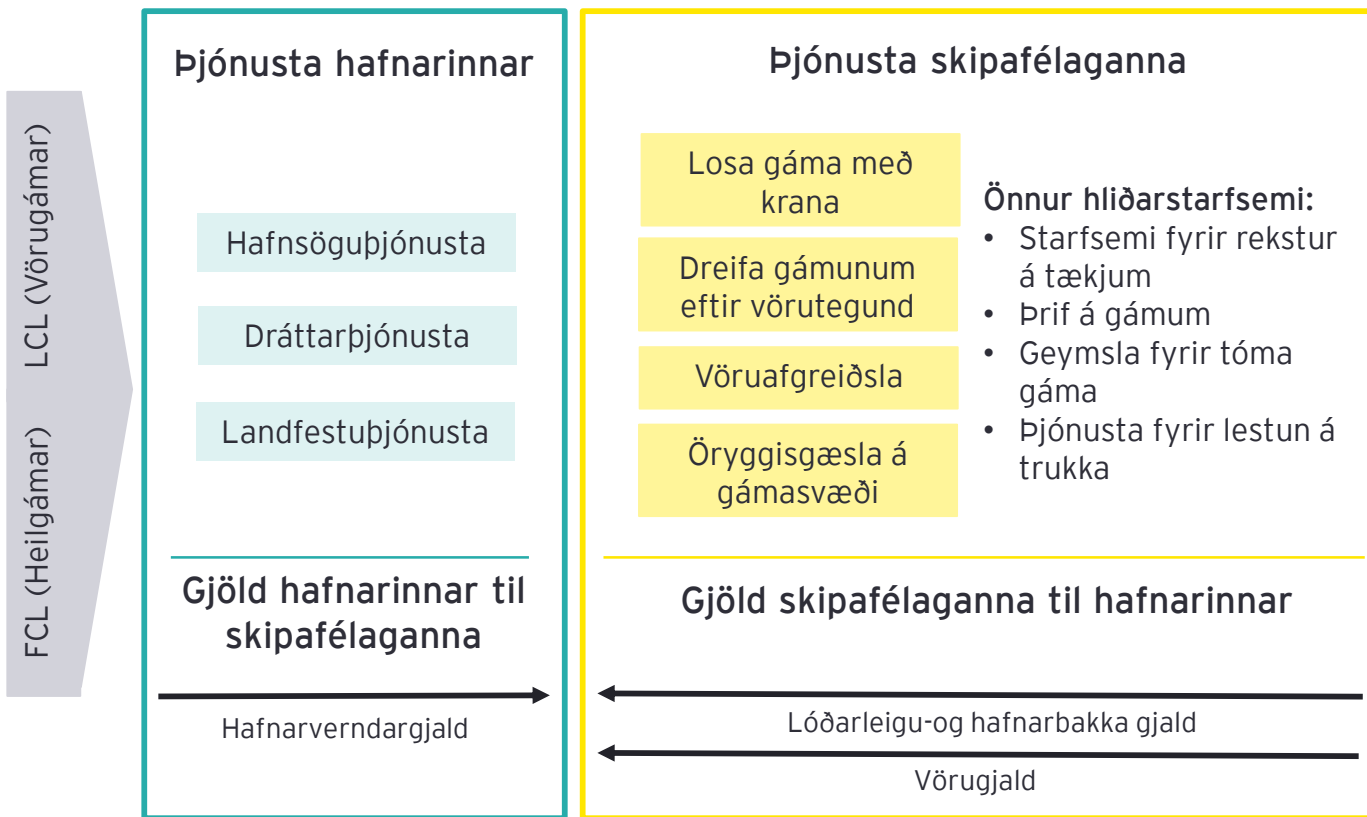 LCL (Vörugámar)
FCL (Heilgámar)
Þjónusta hafnarinnar
Hafnsöguþjónusta
Dráttarþjónusta
Landfestuþjónusta
Gjöld hafnarinnar til
skipafélaganna
Hafnarverndargjald
Þjónusta skipafélaganna
Losa gáma með
krana
Dreifa gámunum
eftir vörutegund
Vöruafgreiðsla
Öryggisgæsla á
gámasvæði
Önnur hliðarstarfsemi:
• Starfsemi fyrir rekstur
á tækjum
• Þrif á gámum
• Geymsla fyrir tóma
gáma
• Þjónusta fyrir lestun á
trukka
Gjöld skipafélaganna til hafnarinnar
Lóðarleigu-og hafnarbakka gjald
Vörugjald